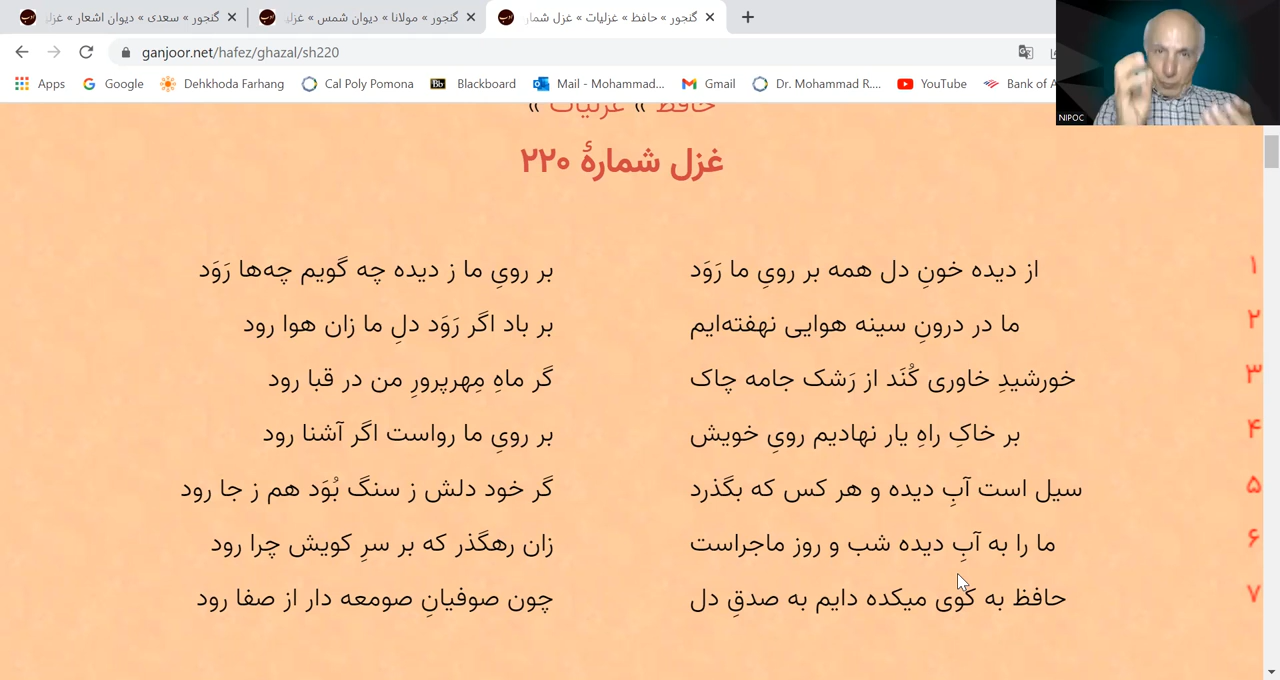 گنجور » سعدی » دیوان اشعار » غزلی
گنجور » مولانا » دیوان شمس » غزلی
گنجور » حافظ » غزلیات » غزل شمار
ganjoor.net/hafez/ghazal/sh220
Apps Google Dehkhoda Farhang Cal Poly Pomona Blackboard Mail - Mohammad... Gmail Dr. Mohammad R.... YouTube Bank of A
NIPOC
حافظ » غزلیات »
غزل شمارهٔ ۲۲۰
۱ از دیده خونِ دل همه بر رویِ ما رَوَد بر رویِ ما ز دیده چه گویم چه‌ها رَوَد
۲ ما در درونِ سینه هوایی نهفته‌ایم بر باد اگر رَوَد دلِ ما زان هوا رود
۳ خورشیدِ خاوری کُنَد از رَشک جامه چاک گر ماهِ مِهرپرورِ من در قبا رود
۴ بر خاکِ راهِ یار نهادیم رویِ خویش بر رویِ ما رواست اگر آشنا رود
۵ سیل است آبِ دیده و هر کس که بگذرد گر خود دلش ز سنگ بُوَد هم ز جا رود
۶ ما را به آبِ دیده شب و روز ماجراست زان رهگذر که بر سرِ کویش چرا رود
۷ حافظ به کوی میکده دایم به صدقِ دل چون صوفیانِ صومعه دار از صفا رود